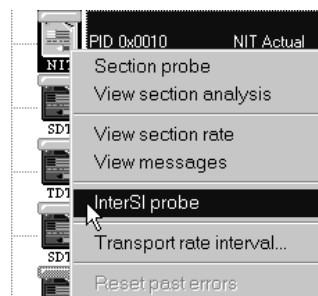 PID 0x0010 NIT Actual
NIT
Section probe
View section analysis
SDT
View section rate
View messages
TDT
InterSI probe
SDT
Transport rate interval...
Reset past errors